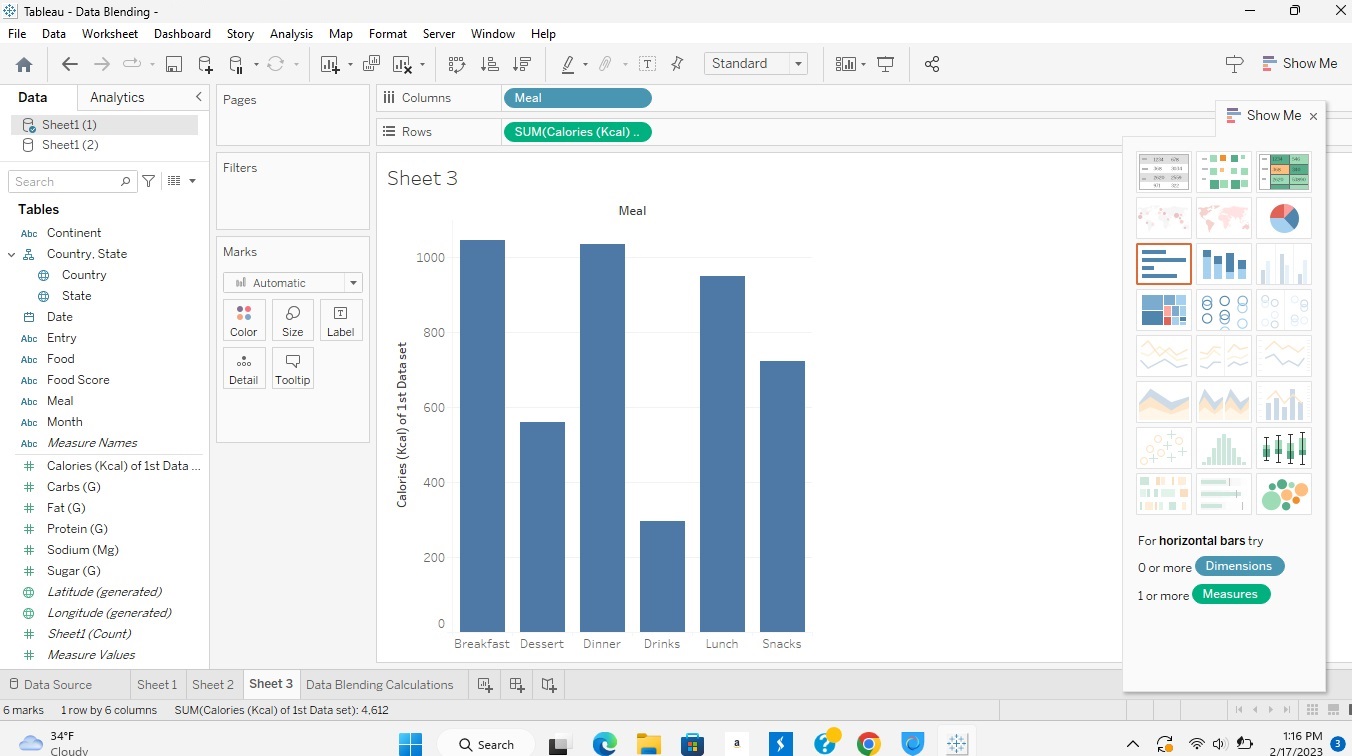 Tableau - Data Blending -
File Data Worksheet Dashboard Story Analysis Map Format Server Window Help
Standard
Show Me
Data Analytics
Sheet1 (1)
Sheet1 (2)
Search
Tables
Abc Continent
Country, State
Country
State
Date
Abc Entry
Abc Food
Abc Food Score
Abc Meal
Abc Month
Abc Measure Names
# Calories (Kcal) of 1st Data ...
# Carbs (G)
# Fat (G)
# Protein (G)
# Sodium (Mg)
# Sugar (G)
Latitude (generated)
Longitude (generated)
# Sheet1 (Count)
# Measure Values
Pages
Filters
Marks
Automatic
Color Size Label
Detail Tooltip
Columns Meal
Rows SUM(Calories (Kcal) ..
Sheet 3
Meal
Calories (Kcal) of 1st Data set
1000
800
600
400
200
0
Breakfast Dessert Dinner Drinks Lunch Snacks
Show Me ×
For horizontal bars try
0 or more Dimensions
1 or more Measures
Data Source Sheet 1 Sheet 2 Sheet 3 Data Blending Calculations
6 marks 1 row by 6 columns SUM(Calories (Kcal) of 1st Data set): 4,612
34°F
Cloudy
Search
a
1:16 PM
2/17/2023
3